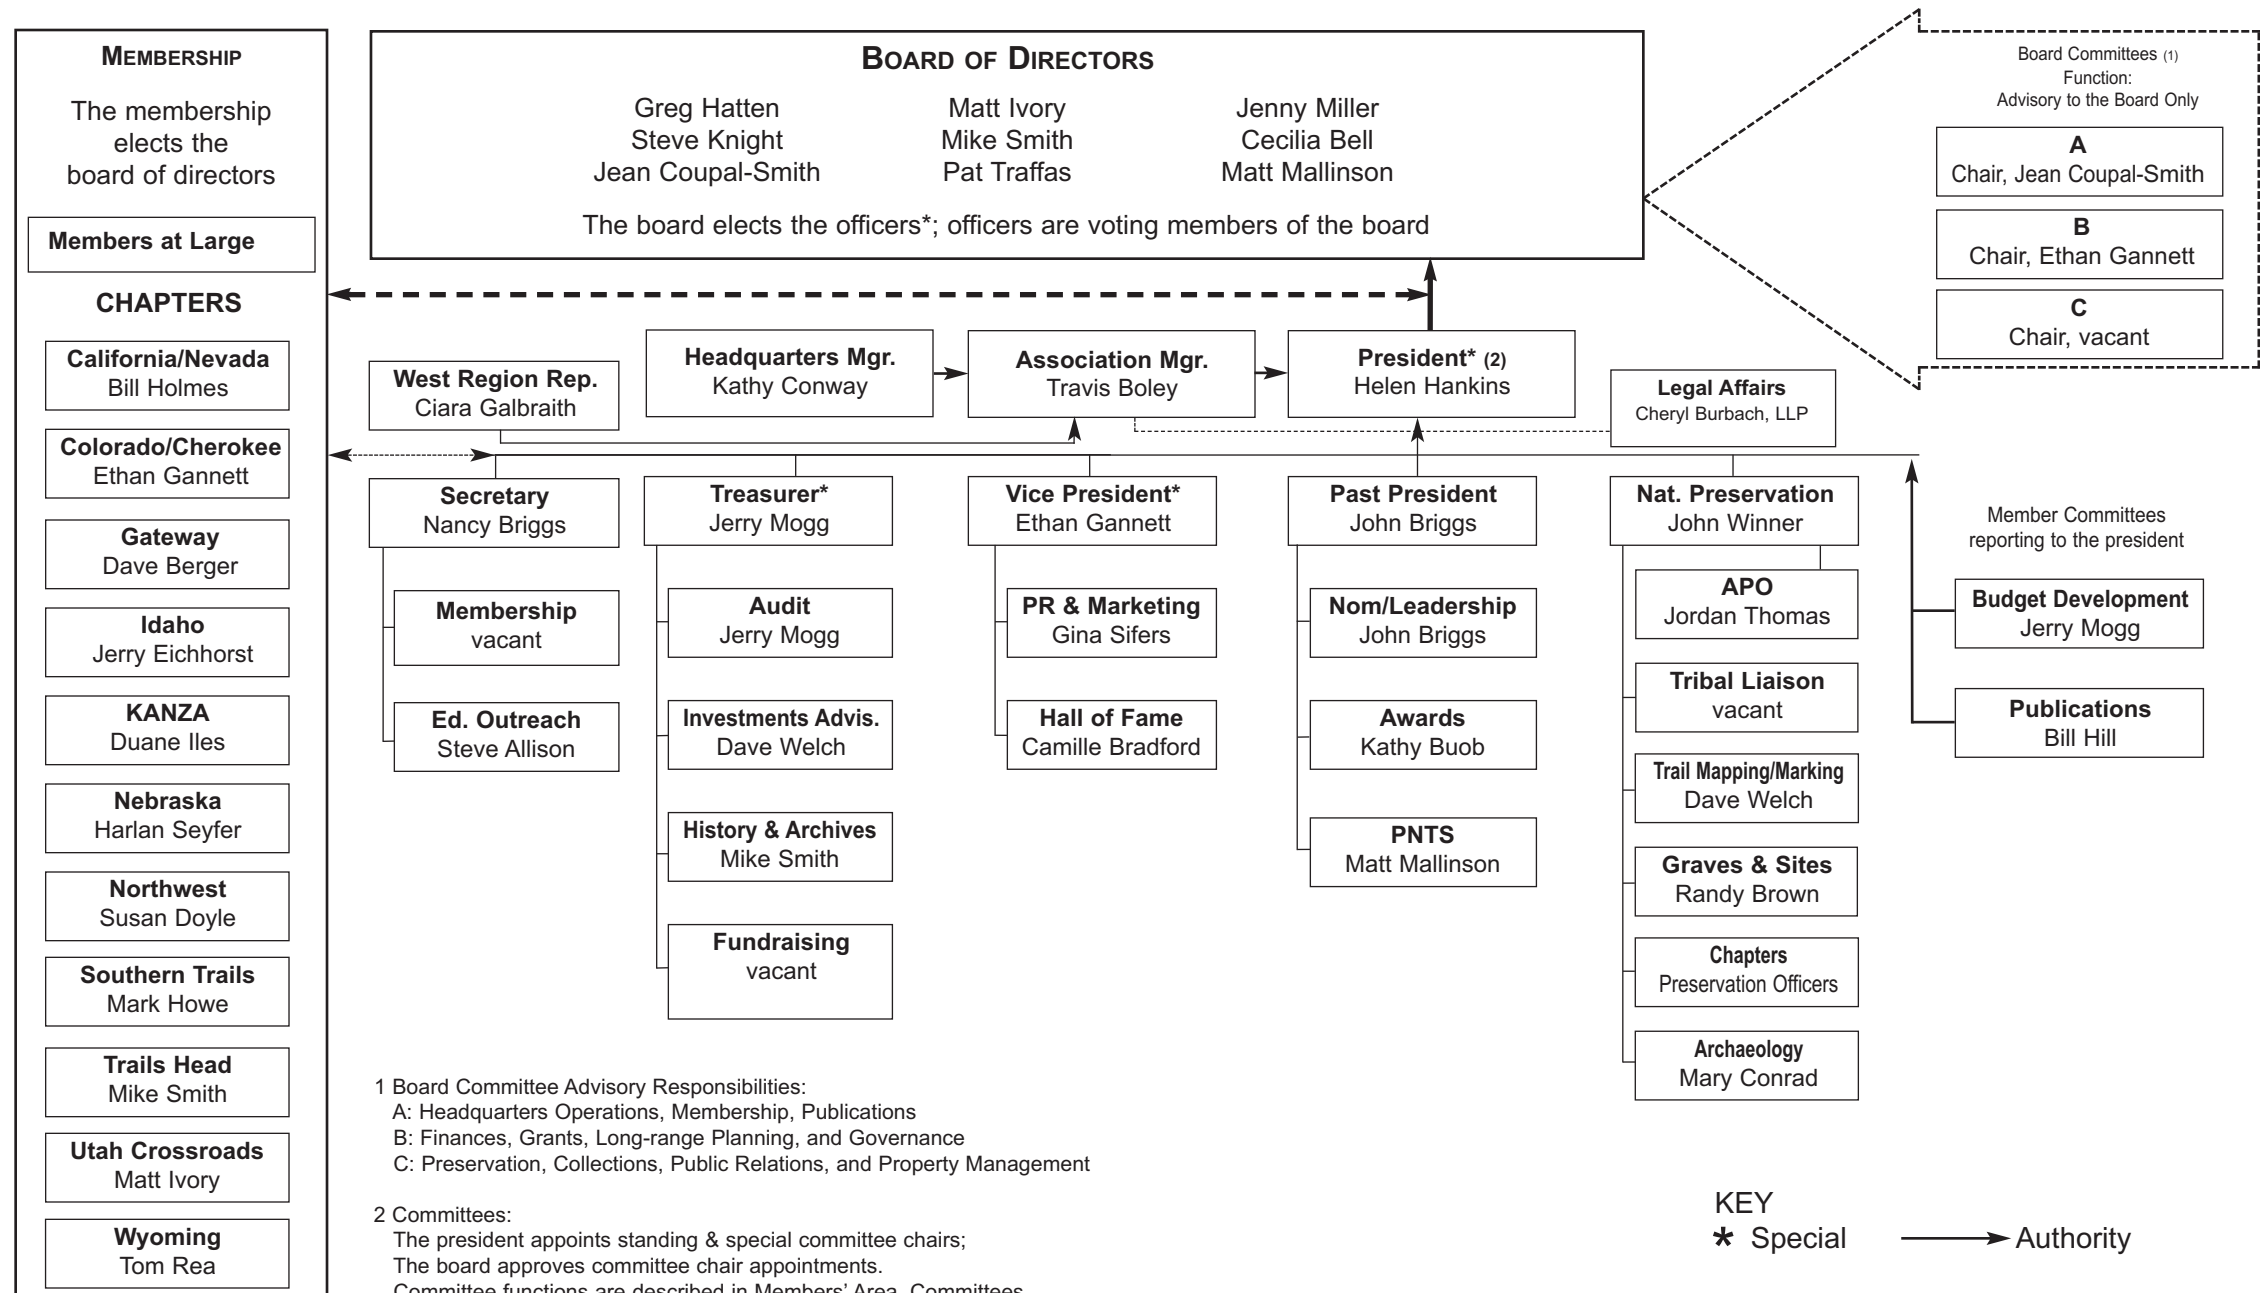 MEMBERSHIP
The membership
elects the
board of directors
Members at Large
CHAPTERS
California/Nevada
Bill Holmes
Colorado/Cherokee
Ethan Gannett
Gateway
Dave Berger
Idaho
Jerry Eichhorst
KANZA
Duane Iles
Nebraska
Harlan Seyfer
Northwest
Susan Doyle
Southern Trails
Mark Howe
Trails Head
Mike Smith
Utah Crossroads
Matt Ivory
Wyoming
Tom Rea
BOARD OF DIRECTORS
Greg Hatten Matt Ivory Jenny Miller
Steve Knight Mike Smith Cecilia Bell
Jean Coupal-Smith Pat Traffas Matt Mallinson
The board elects the officers*; officers are voting members of the board
Board Committees (1)
Function:
Advisory to the Board Only
A
Chair, Jean Coupal-Smith
B
Chair, Ethan Gannett
C
Chair, vacant
West Region Rep.
Ciara Galbraith
Headquarters Mgr.
Kathy Conway
Association Mgr.
Travis Boley
President* (2)
Helen Hankins
Legal Affairs
Cheryl Burbach, LLP
Secretary
Nancy Briggs
Membership
vacant
Ed. Outreach
Steve Allison
Treasurer*
Jerry Mogg
Audit
Jerry Mogg
Investments Advis.
Dave Welch
History & Archives
Mike Smith
Fundraising
vacant
Vice President*
Ethan Gannett
PR & Marketing
Gina Sifers
Hall of Fame
Camille Bradford
Past President
John Briggs
Nom/Leadership
John Briggs
Awards
Kathy Buob
PNTS
Matt Mallinson
Nat. Preservation
John Winner
APO
Jordan Thomas
Tribal Liaison
vacant
Trail Mapping/Marking
Dave Welch
Graves & Sites
Randy Brown
Chapters
Preservation Officers
Archaeology
Mary Conrad
Member Committees
reporting to the president
Budget Development
Jerry Mogg
Publications
Bill Hill
1 Board Committee Advisory Responsibilities:
A: Headquarters Operations, Membership, Publications
B: Finances, Grants, Long-range Planning, and Governance
C: Preservation, Collections, Public Relations, and Property Management
2 Committees:
The president appoints standing & special committee chairs;
The board approves committee chair appointments.
Committee functions are described in Members' Area, Committees
KEY
* Special Authority